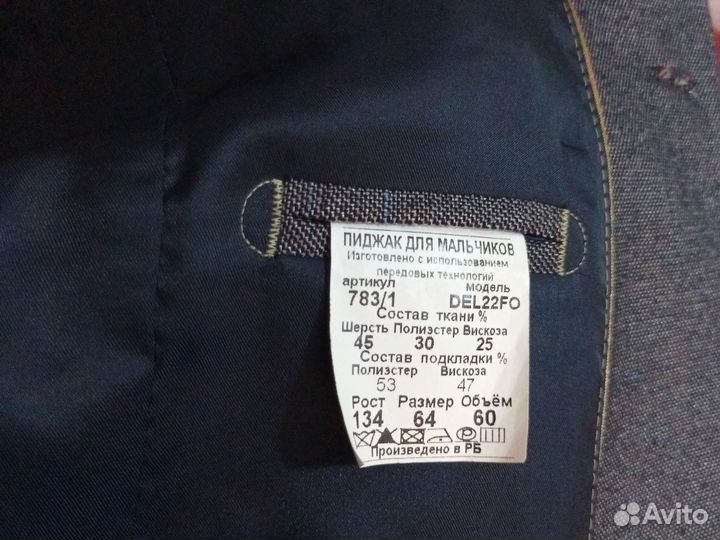 ПИДЖАК ДЛЯ МАЛЬЧИКОВ
Изготовлено с использованием
передовых технологий
артикул модель
783/1 DEL22FO
Состав ткани %
Шерсть Полиэстер Вискоза
45 30 25
Состав подкладки %
Полиэстер Вискоза
53 47
Рост Размер Объём
134 64 60
Произведено в РБ
Avito